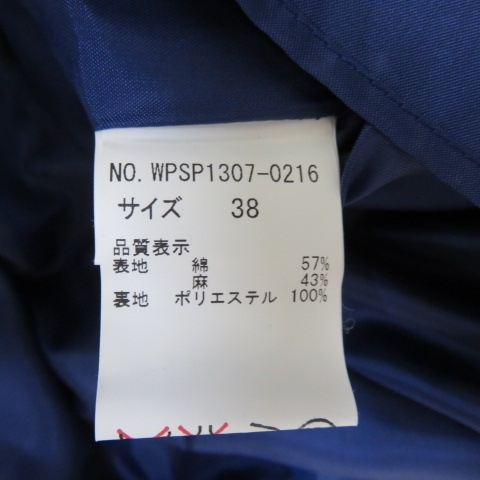 NO. WPSP1307-0216
サイズ 38
品質表示
表地 綿 57%
麻 43%
裏地 ポリエステル 100%